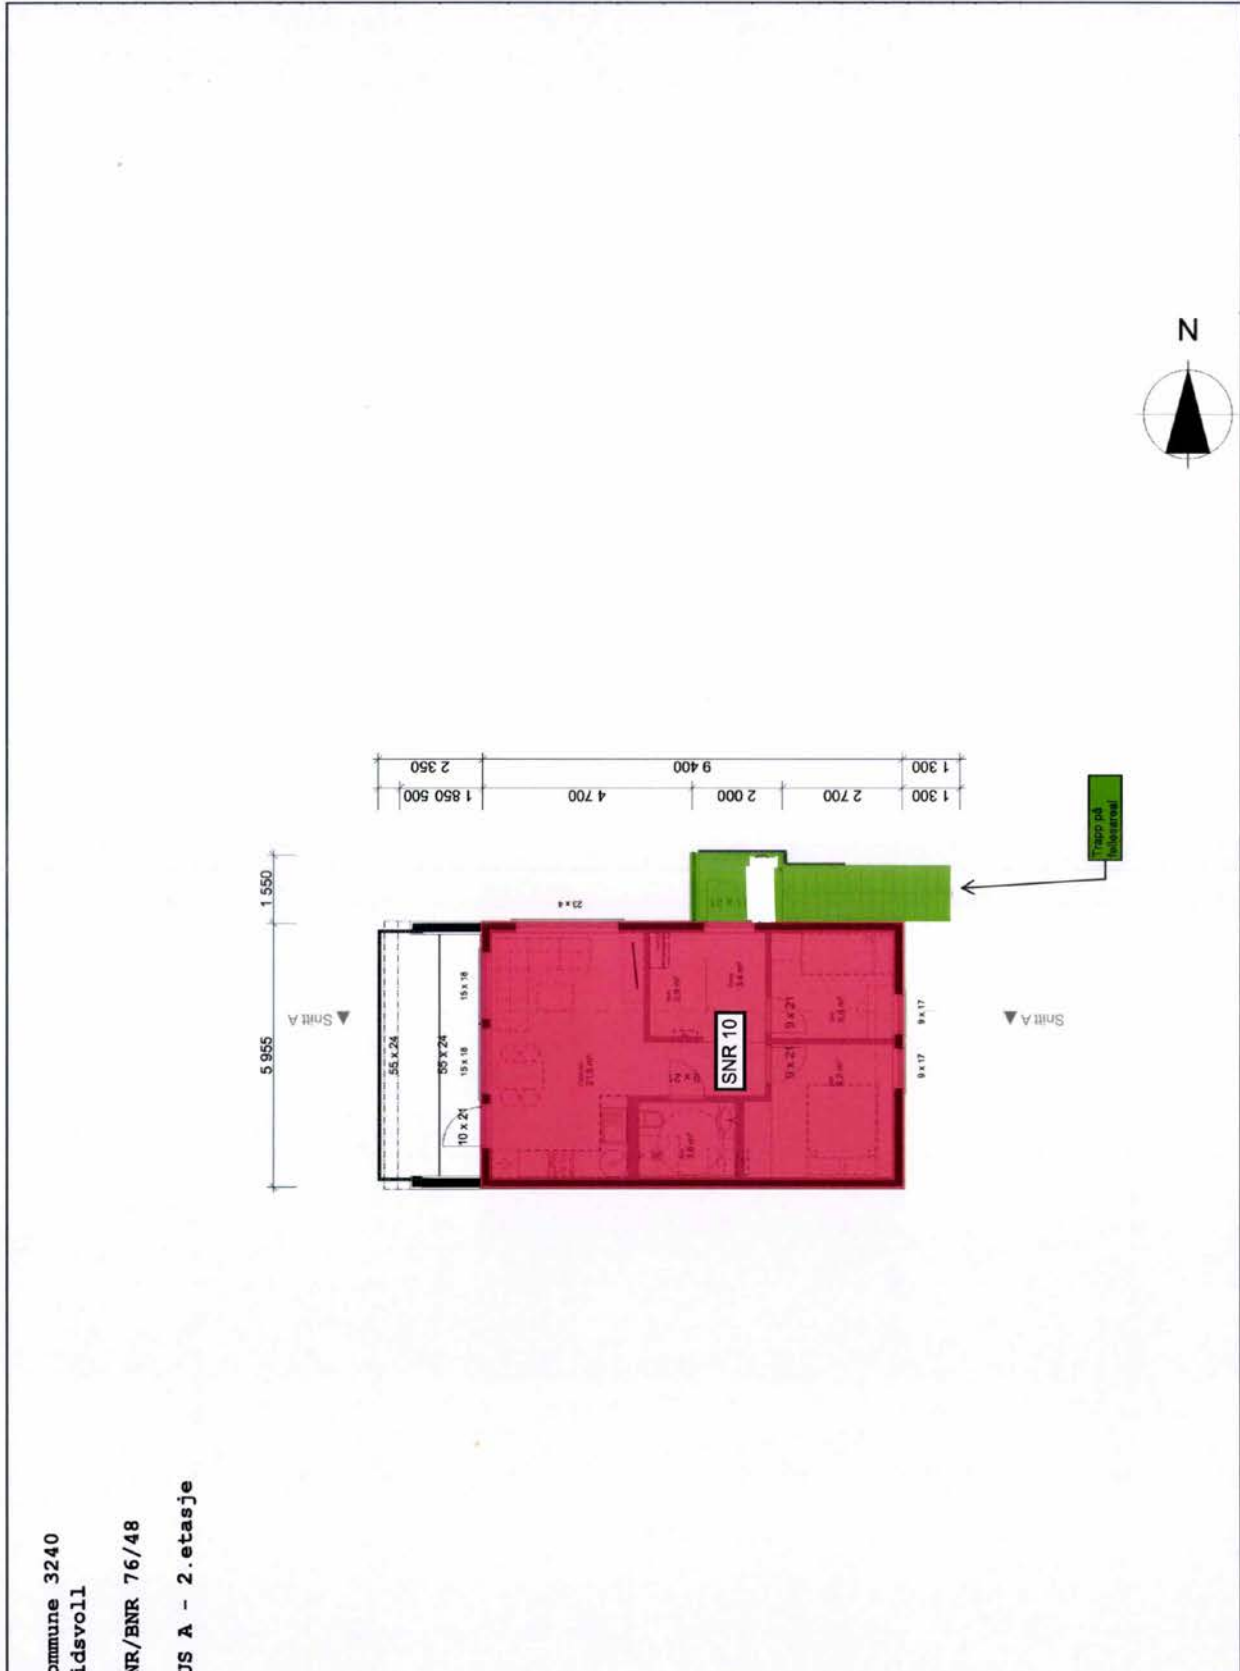 ommune 3240
idsvoll
NR/BNR 76/48
US A - 2.etasje
N
2 350
9 400
1 300
1 850
500
4 700
2 000
2 700
1 300
1 550
5 955
Trapp på
fellesareal
23 x 4
Snitt A
Snitt A
55 x 24
55 x 24
15 x 18
15 x 18
10 x 21
SNR 10
9 x 21
9 x 21
9 x 21
9 x 17
9 x 17